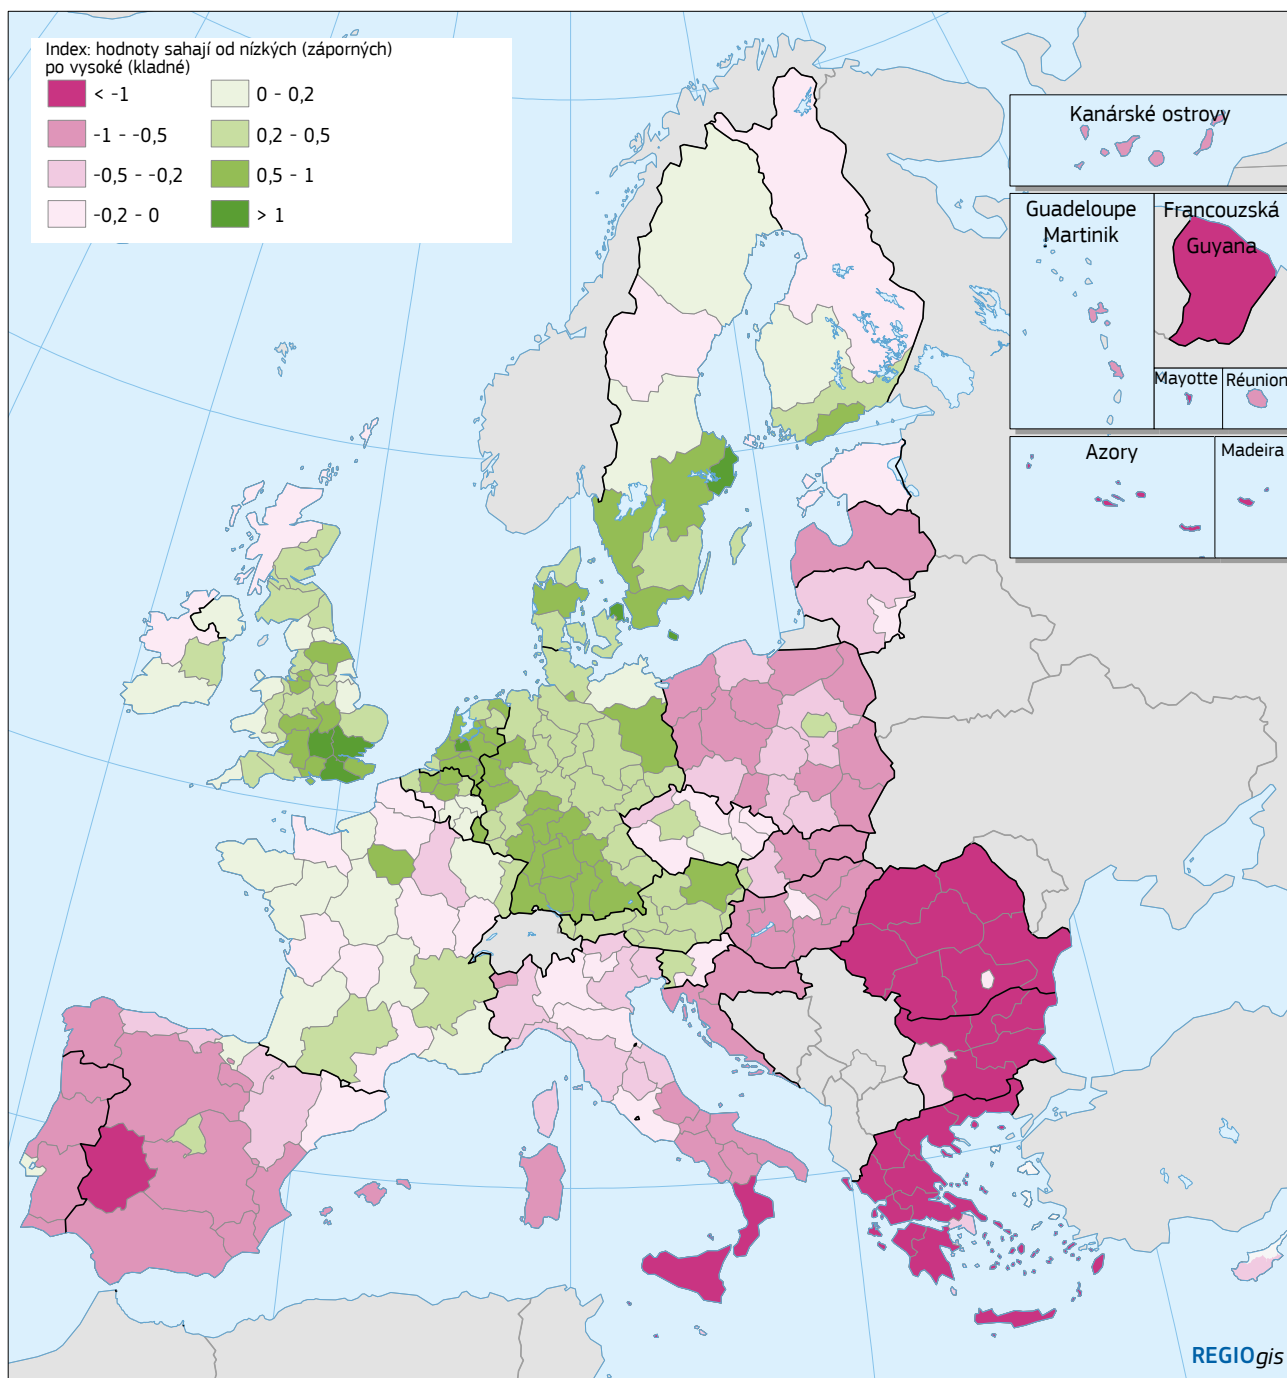 Index: hodnoty sahají od nízkých (záporných)
po vysoké (kladné)
< -1
-1 - -0,5
-0,5 - -0,2
-0,2 - 0
0 - 0,2
0,2 - 0,5
0,5 - 1
> 1
Kanárské ostrovy
Guadeloupe
Martinik
Francouzská
Guyana
Mayotte
Réunion
Azory
Madeira
REGIOgis